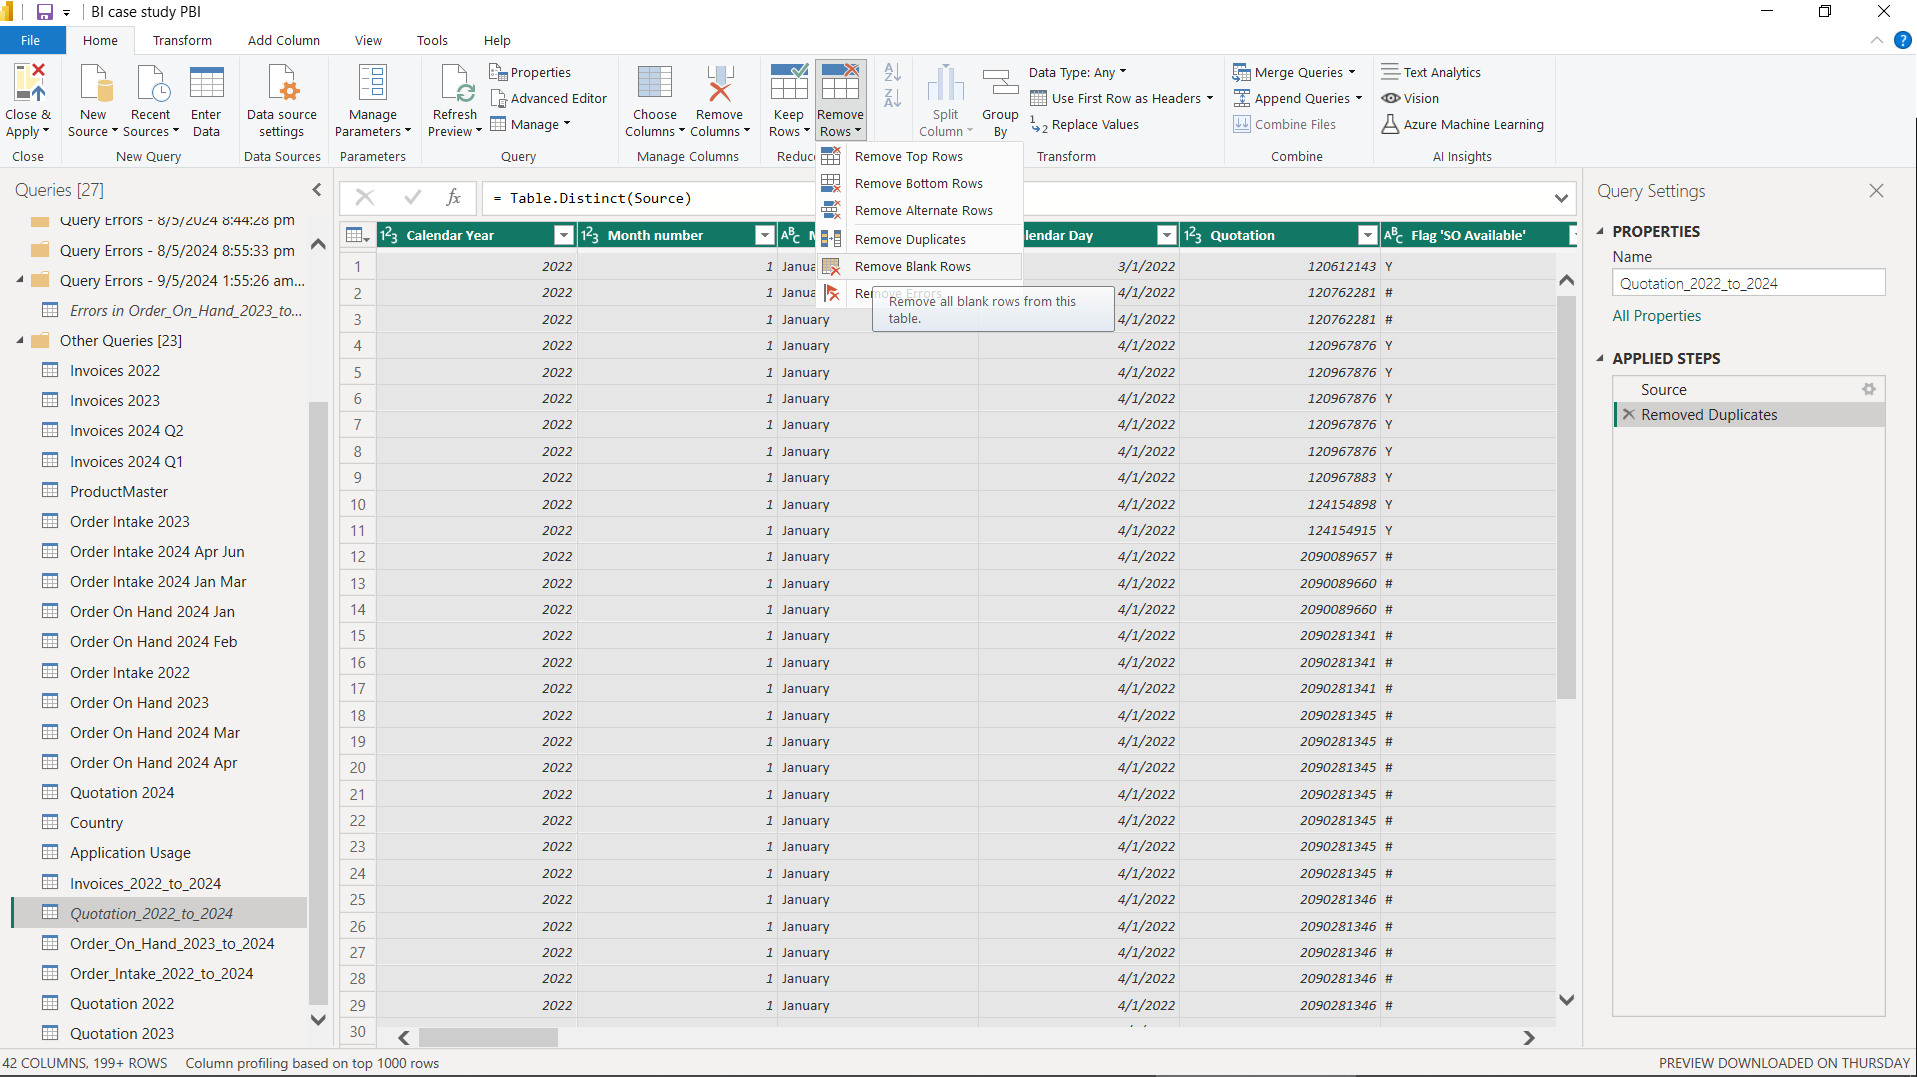 BI case study PBI
File
Home
Transform
Add Column
View
Tools
Help
?
Close &
Apply
Close
New
Source
Recent
Sources
Enter
Data
New Query
Data source
settings
Data Sources
Manage
Parameters
Parameters
Refresh
Preview
Properties
Advanced Editor
Manage
Query
Choose
Columns
Remove
Columns
Manage Columns
Keep
Rows
Remove
Rows
Reduc
Split
Column
Group
By
Data Type: Any
Use First Row as Headers
Replace Values
Transform
Merge Queries
Append Queries
Combine Files
Combine
Text Analytics
Vision
Azure Machine Learning
AI Insights
Remove Top Rows
Remove Bottom Rows
Remove Alternate Rows
Remove Duplicates
Remove Blank Rows
Remove Errors
Remove all blank rows from this
table.
Queries [27]
Query Errors - 8/5/2024 8:44:28 pm
Query Errors - 8/5/2024 8:55:33 pm
Query Errors - 9/5/2024 1:55:26 am...
Errors in Order_On_Hand_2023_to...
Other Queries [23]
Invoices 2022
Invoices 2023
Invoices 2024 Q2
Invoices 2024 Q1
ProductMaster
Order Intake 2023
Order Intake 2024 Apr Jun
Order Intake 2024 Jan Mar
Order On Hand 2024 Jan
Order On Hand 2024 Feb
Order Intake 2022
Order On Hand 2023
Order On Hand 2024 Mar
Order On Hand 2024 Apr
Quotation 2024
Country
Application Usage
Invoices_2022_to_2024
Quotation_2022_to_2024
Order_On_Hand_2023_to_2024
Order_Intake_2022_to_2024
Quotation 2022
Quotation 2023
fx
= Table.Distinct(Source)
123 Calendar Year 123 Month number ABC lendar Day 123 Quotation ABC Flag 'SO Available'
1 2022 1 Janua 3/1/2022 120612143 Y
2 2022 1 Janua 4/1/2022 120762281 #
3 2022 1 January 4/1/2022 120762281 #
4 2022 1 January 4/1/2022 120967876 Y
5 2022 1 January 4/1/2022 120967876 Y
6 2022 1 January 4/1/2022 120967876 Y
7 2022 1 January 4/1/2022 120967876 Y
8 2022 1 January 4/1/2022 120967876 Y
9 2022 1 January 4/1/2022 120967883 Y
10 2022 1 January 4/1/2022 124154898 Y
11 2022 1 January 4/1/2022 124154915 Y
12 2022 1 January 4/1/2022 2090089657 #
13 2022 1 January 4/1/2022 2090089660 #
14 2022 1 January 4/1/2022 2090089660 #
15 2022 1 January 4/1/2022 2090281341 #
16 2022 1 January 4/1/2022 2090281341 #
17 2022 1 January 4/1/2022 2090281341 #
18 2022 1 January 4/1/2022 2090281345 #
19 2022 1 January 4/1/2022 2090281345 #
20 2022 1 January 4/1/2022 2090281345 #
21 2022 1 January 4/1/2022 2090281345 #
22 2022 1 January 4/1/2022 2090281345 #
23 2022 1 January 4/1/2022 2090281345 #
24 2022 1 January 4/1/2022 2090281345 #
25 2022 1 January 4/1/2022 2090281346 #
26 2022 1 January 4/1/2022 2090281346 #
27 2022 1 January 4/1/2022 2090281346 #
28 2022 1 January 4/1/2022 2090281346 #
29 2022 1 January 4/1/2022 2090281346 #
30
Query Settings
PROPERTIES
Name
Quotation_2022_to_2024
All Properties
APPLIED STEPS
Source
Removed Duplicates
42 COLUMNS, 199+ ROWS
Column profiling based on top 1000 rows
PREVIEW DOWNLOADED ON THURSDAY